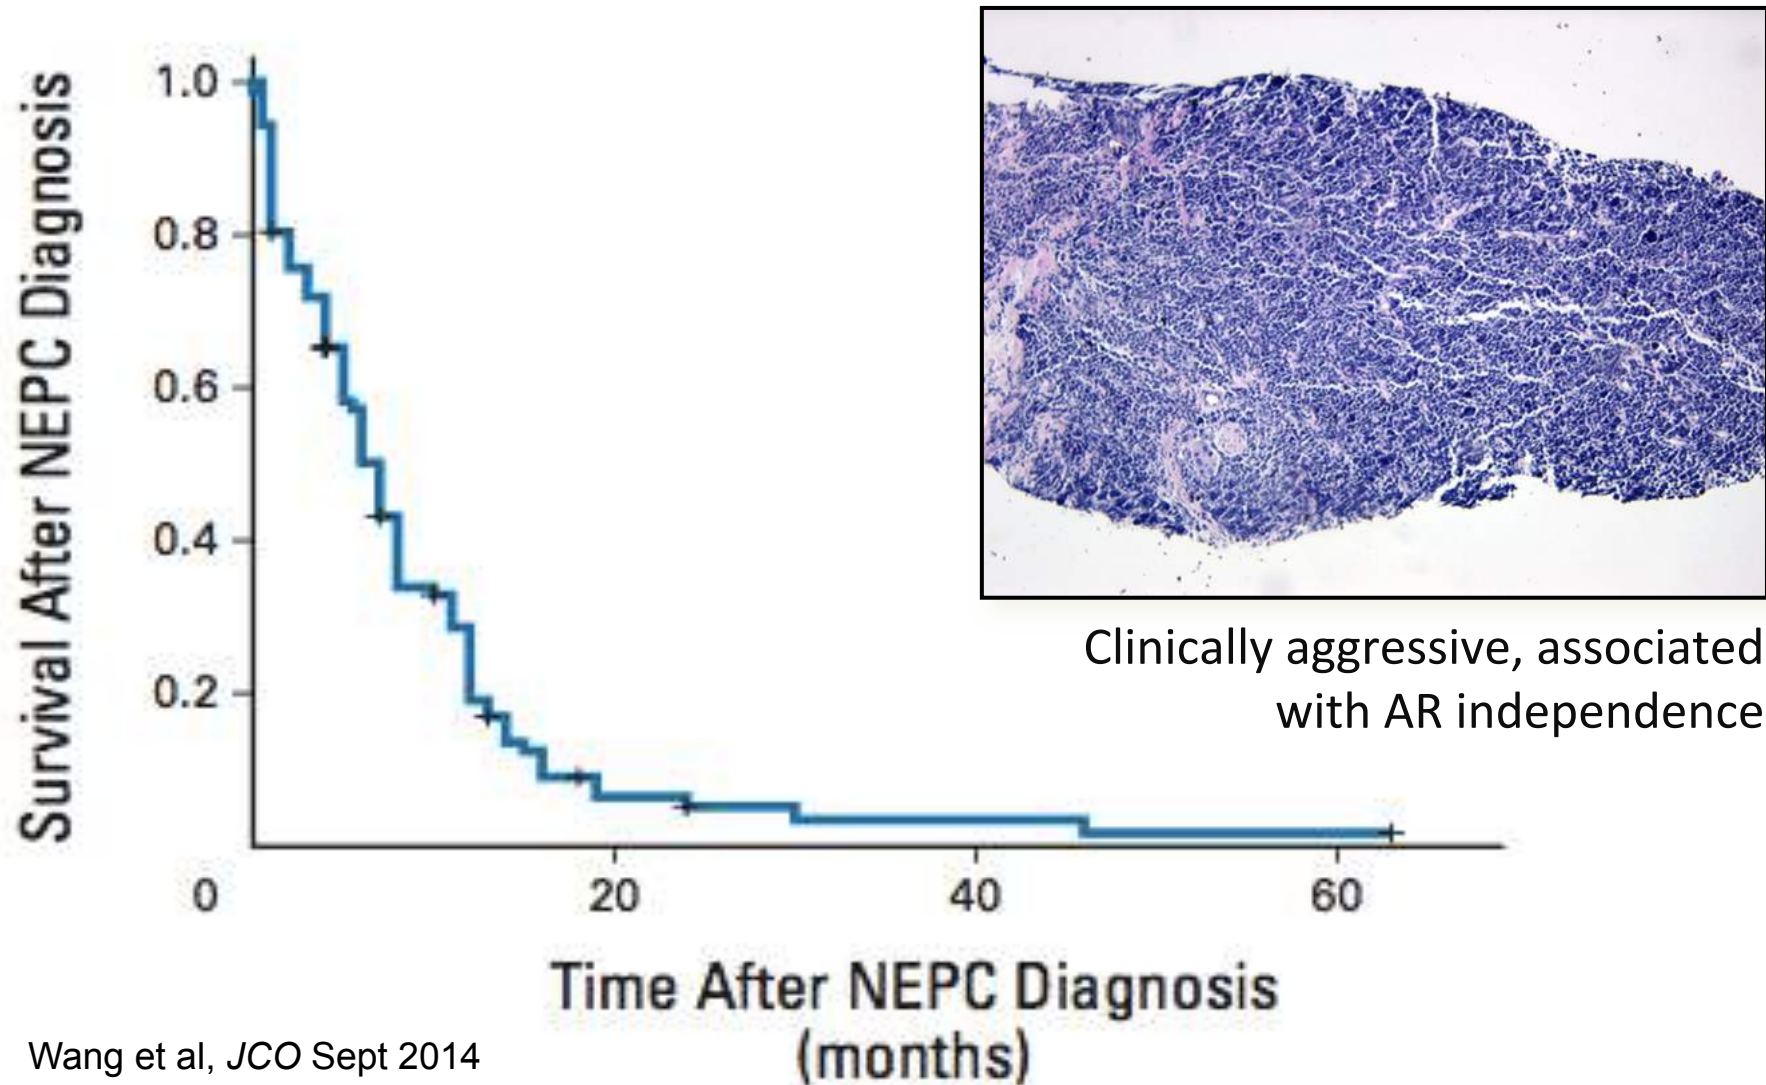 Survival After NEPC Diagnosis
1.0
0.8
0.6
0.4
0.2
0
20
40
60
Time After NEPC Diagnosis
(months)
Clinically aggressive, associated
with AR independence
Wang et al, JCO Sept 2014